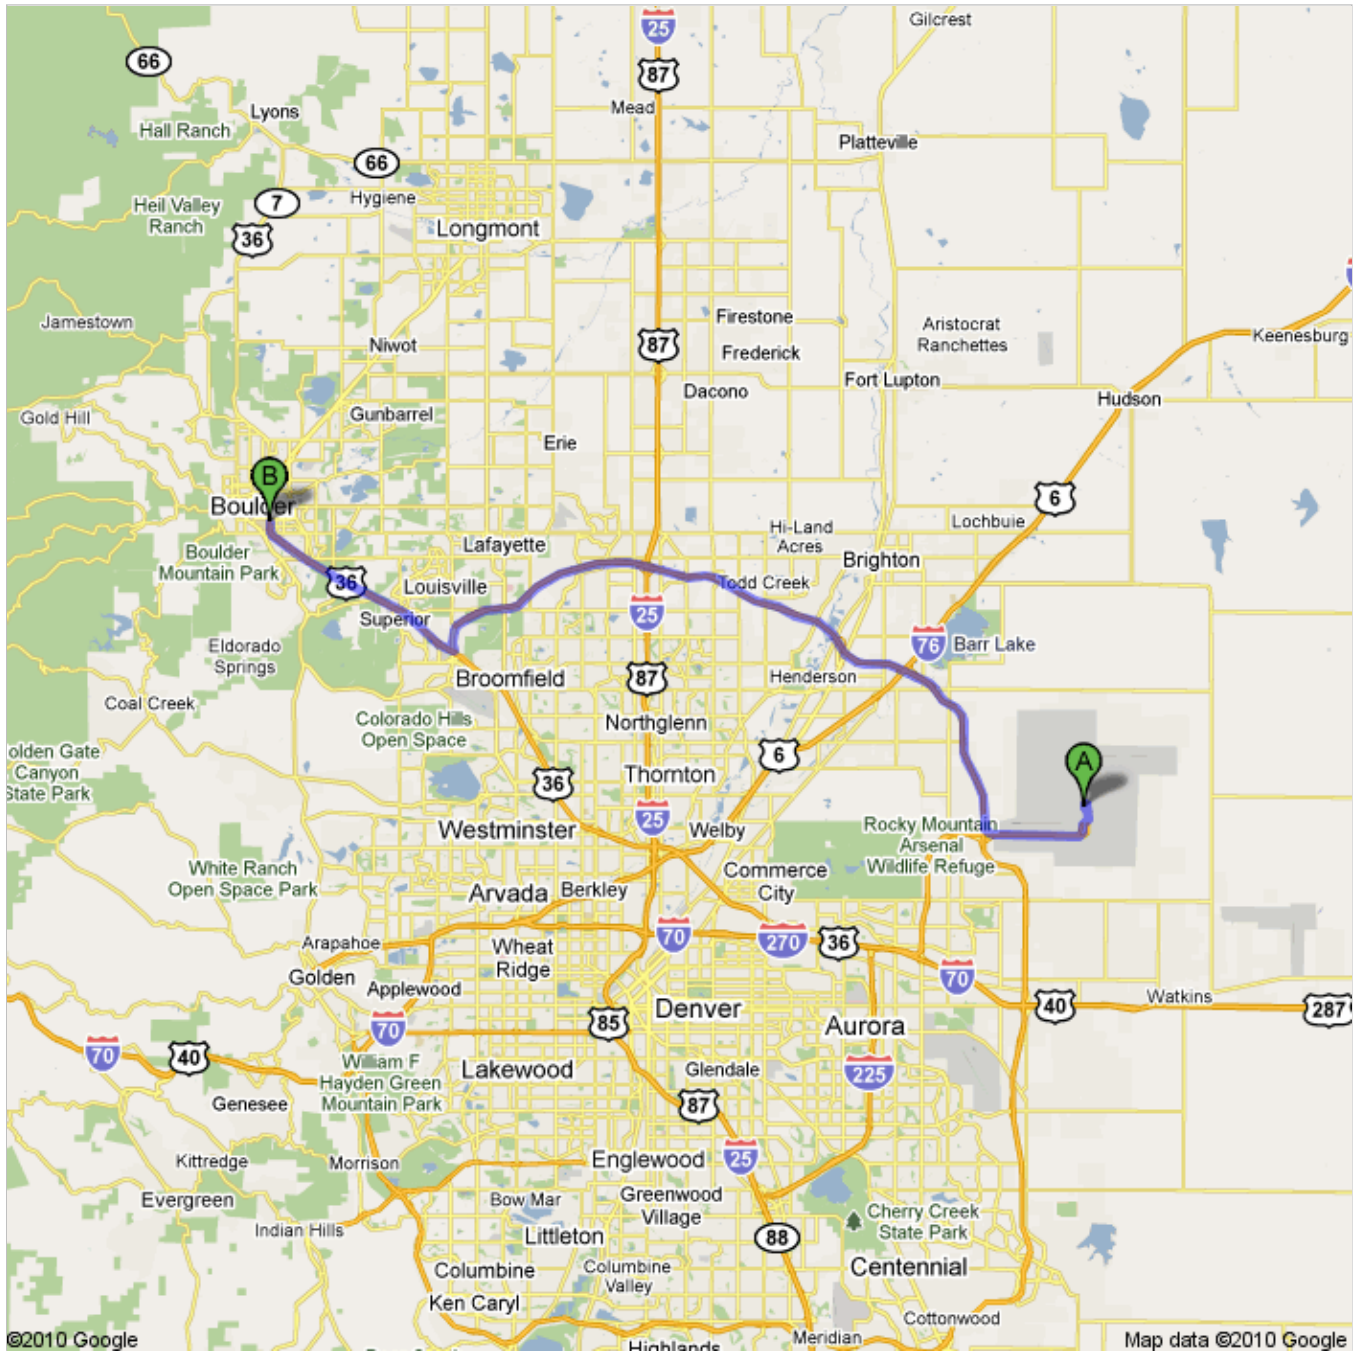 Gilcrest
25
66
87
Mead
Lyons
Hall Ranch
Platteville
66
Hygiene
7
Heil Valley
Ranch
36
Longmont
Jamestown
Firestone
Aristocrat
Ranchettes
Keenesburg
Niwot
87
Frederick
Fort Lupton
Dacono
Hudson
Gold Hill
Gunbarrel
Erie
B
6
Boulder
Lochbuie
Hi-Land
Acres
Lafayette
Boulder
Mountain Park
Brighton
36
Louisville
Todd Creek
Superior
25
Eldorado
Springs
76
Barr Lake
Broomfield
87
Henderson
Coal Creek
Colorado Hills
Open Space
Northglenn
olden Gate
Canyon
State Park
6
A
Thornton
36
25
Westminster
Welby
Rocky Mountain
Arsenal
Wildlife Refuge
White Ranch
Open Space Park
Commerce
City
Arvada
Berkley
Arapahoe
Wheat
Ridge
70
270
36
Golden
Applewood
70
Watkins
40
287
Denver
85
Aurora
70
70
40
William F
Hayden Green
Mountain Park
Lakewood
Glendale
225
Genesee
87
Kittredge
Morrison
Englewood
25
Evergreen
Bow Mar
Greenwood
Village
Indian Hills
Cherry Creek
State Park
Littleton
88
Columbine
Columbine
Valley
Centennial
Ken Caryl
Cottonwood
Meridian
Highlands
©2010 Google
Map data ©2010 Google